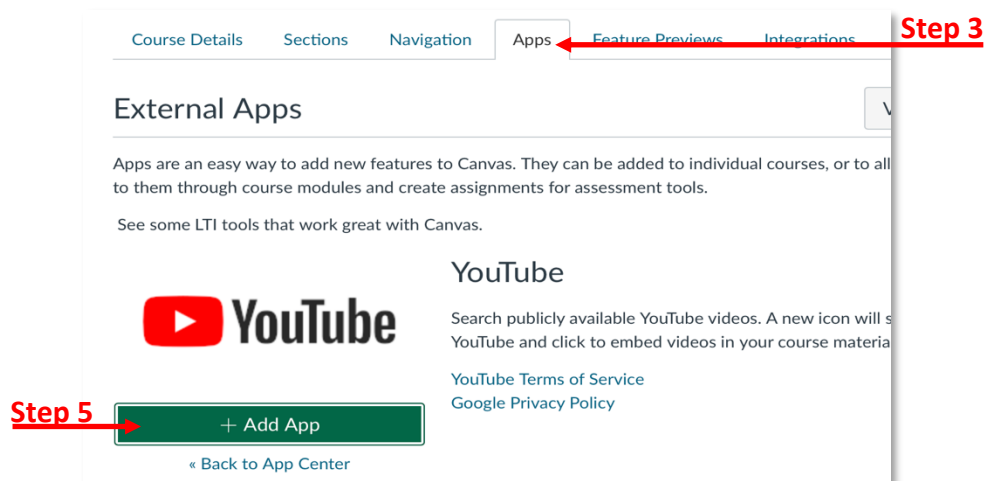 Course Details Sections Navigation Apps Feature Previews Integrations Step 3
External Apps
Apps are an easy way to add new features to Canvas. They can be added to individual courses, or to all
to them through course modules and create assignments for assessment tools.
See some LTI tools that work great with Canvas.
YouTube
YouTube
Search publicly available YouTube videos. A new icon will s
YouTube and click to embed videos in your course materia
YouTube Terms of Service
Google Privacy Policy
Step 5
+ Add App
« Back to App Center